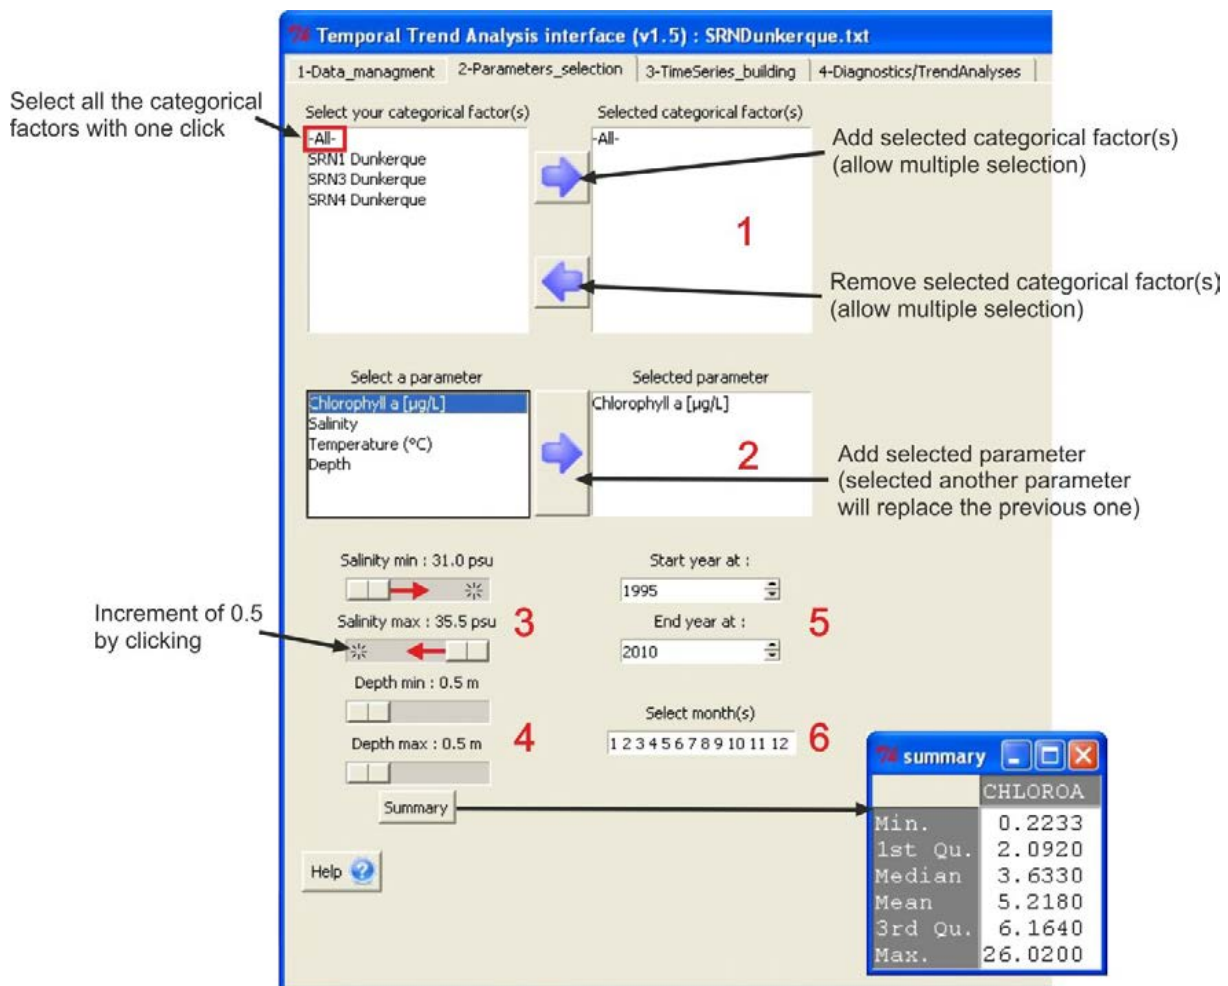 Temporal Trend Analysis interface (v1.5) : SRNDunkerque.txt
1-Data_managment
2-Parameters_selection
3-TimeSeries_building
4-Diagnostics/TrendAnalyses
Select all the categorical
factors with one click
Select your categorical factor(s)
-All-
SRN1 Dunkerque
SRN3 Dunkerque
SRN4 Dunkerque
Selected categorical factor(s)
-All-
1
Add selected categorical factor(s)
(allow multiple selection)
Remove selected categorical factor(s)
(allow multiple selection)
Select a parameter
Chlorophyll a [µg/L]
Salinity
Temperature (°C)
Depth
Selected parameter
Chlorophyll a [µg/L]
2
Add selected parameter
(selected another parameter
will replace the previous one)
Salinity min : 31.0 psu
Salinity max : 35.5 psu
3
Increment of 0.5
by clicking
Depth min : 0.5 m
Depth max : 0.5 m
4
Start year at :
1995
End year at :
2010
5
Select month(s)
1 2 3 4 5 6 7 8 9 10 11 12
6
Summary
Help
summary
CHLOROA
Min. 0.2233
1st Qu. 2.0920
Median 3.6330
Mean 5.2180
3rd Qu. 6.1640
Max. 26.0200